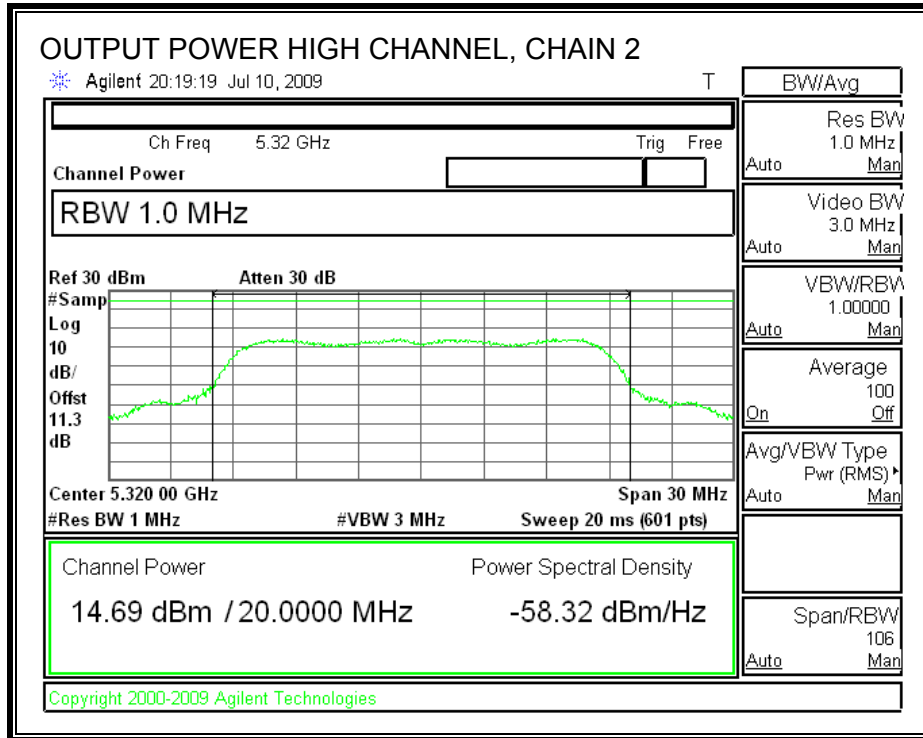 OUTPUT POWER HIGH CHANNEL, CHAIN 2
Agilent 20:19:19 Jul 10, 2009 T
Ch Freq 5.32 GHz Trig Free
Channel Power
RBW 1.0 MHz
Ref 30 dBm Atten 30 dB
#Samp
Log
10
dB/
Offst
11.3
dB
Center 5.320 00 GHz Span 30 MHz
#Res BW 1 MHz #VBW 3 MHz Sweep 20 ms (601 pts)
Channel Power Power Spectral Density
14.69 dBm / 20.0000 MHz -58.32 dBm/Hz
Copyright 2000-2009 Agilent Technologies
BW/Avg
Res BW
1.0 MHz
Auto Man
Video BW
3.0 MHz
Auto Man
VBW/RBW
1.00000
Auto Man
Average
100
On Off
Avg/VBW Type
Pwr (RMS)
Auto Man
Span/RBW
106
Auto Man